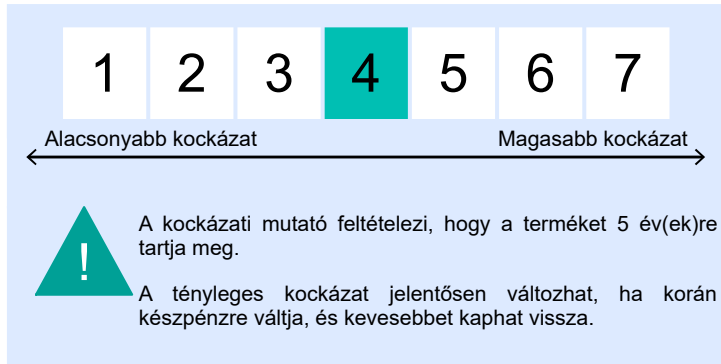 1 2 3 4 5 6 7
Alacsonyabb kockázat Magasabb kockázat
! A kockázati mutató feltételezi, hogy a terméket 5 év(ek)re
tartja meg.
A tényleges kockázat jelentősen változhat, ha korán
készpénzre váltja, és kevesebbet kaphat vissza.